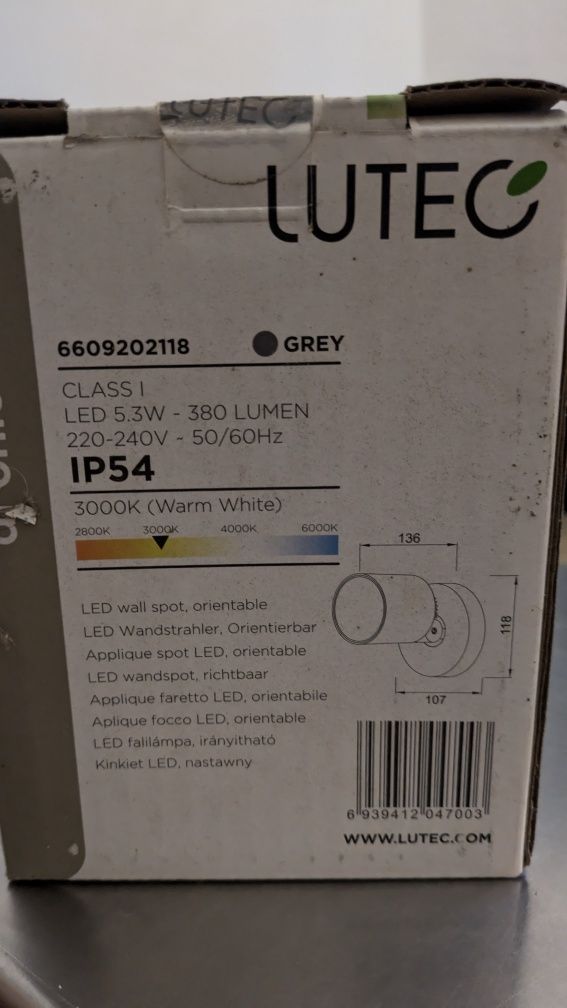 LUTEC
LUTEC
6609202118 GREY
CLASS I
LED 5.3W - 380 LUMEN
220-240V ~ 50/60Hz
IP54
3000K (Warm White)
2800K 3000K 4000K 6000K
136
118
107
LED wall spot, orientable
LED Wandstrahler, Orientierbar
Applique spot LED, orientable
LED wandspot, richtbaar
Applique faretto LED, orientabile
Aplique focco LED, orientable
LED falilámpa, irányitható
Kinkiet LED, nastawny
6 939412 047003
WWW.LUTEC.COM